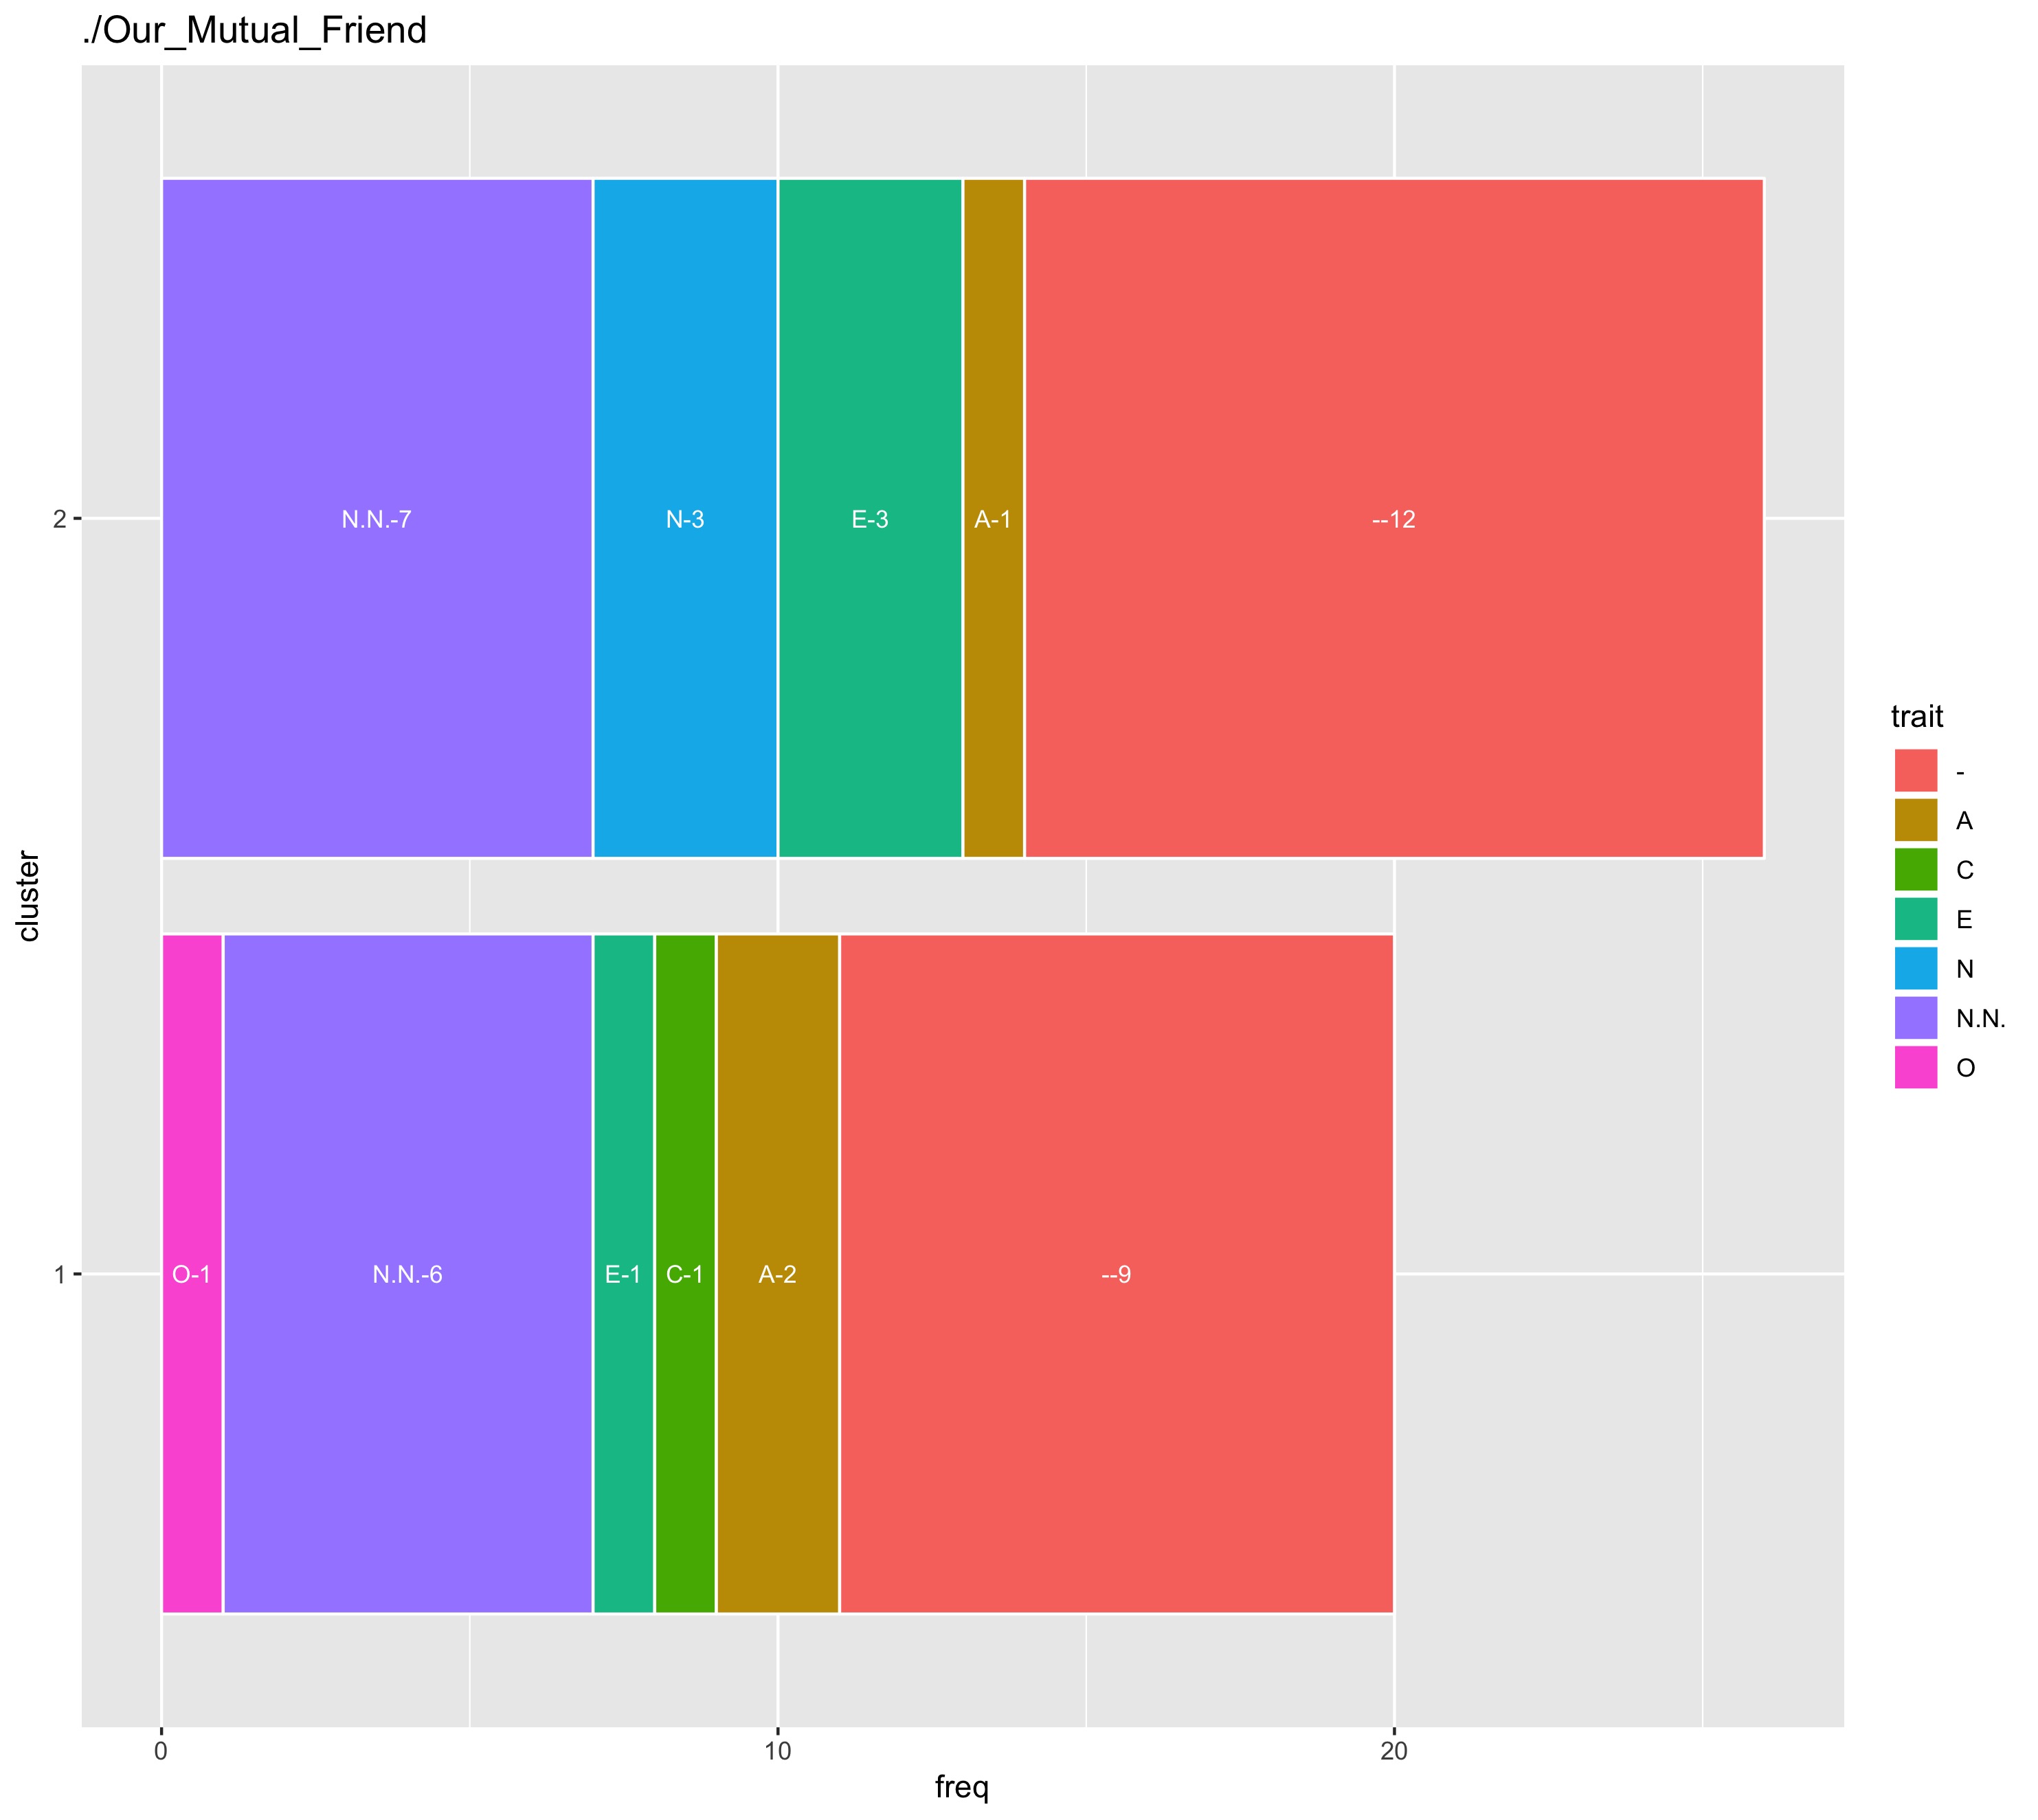 ./Our_Mutual_Friend
2
N.N.-7
N-3
E-3
A-1
--12
1
O-1
N.N.-6
E-1
C-1
A-2
--9
cluster
0
10
20
freq
trait
-
A
C
E
N
N.N.
O